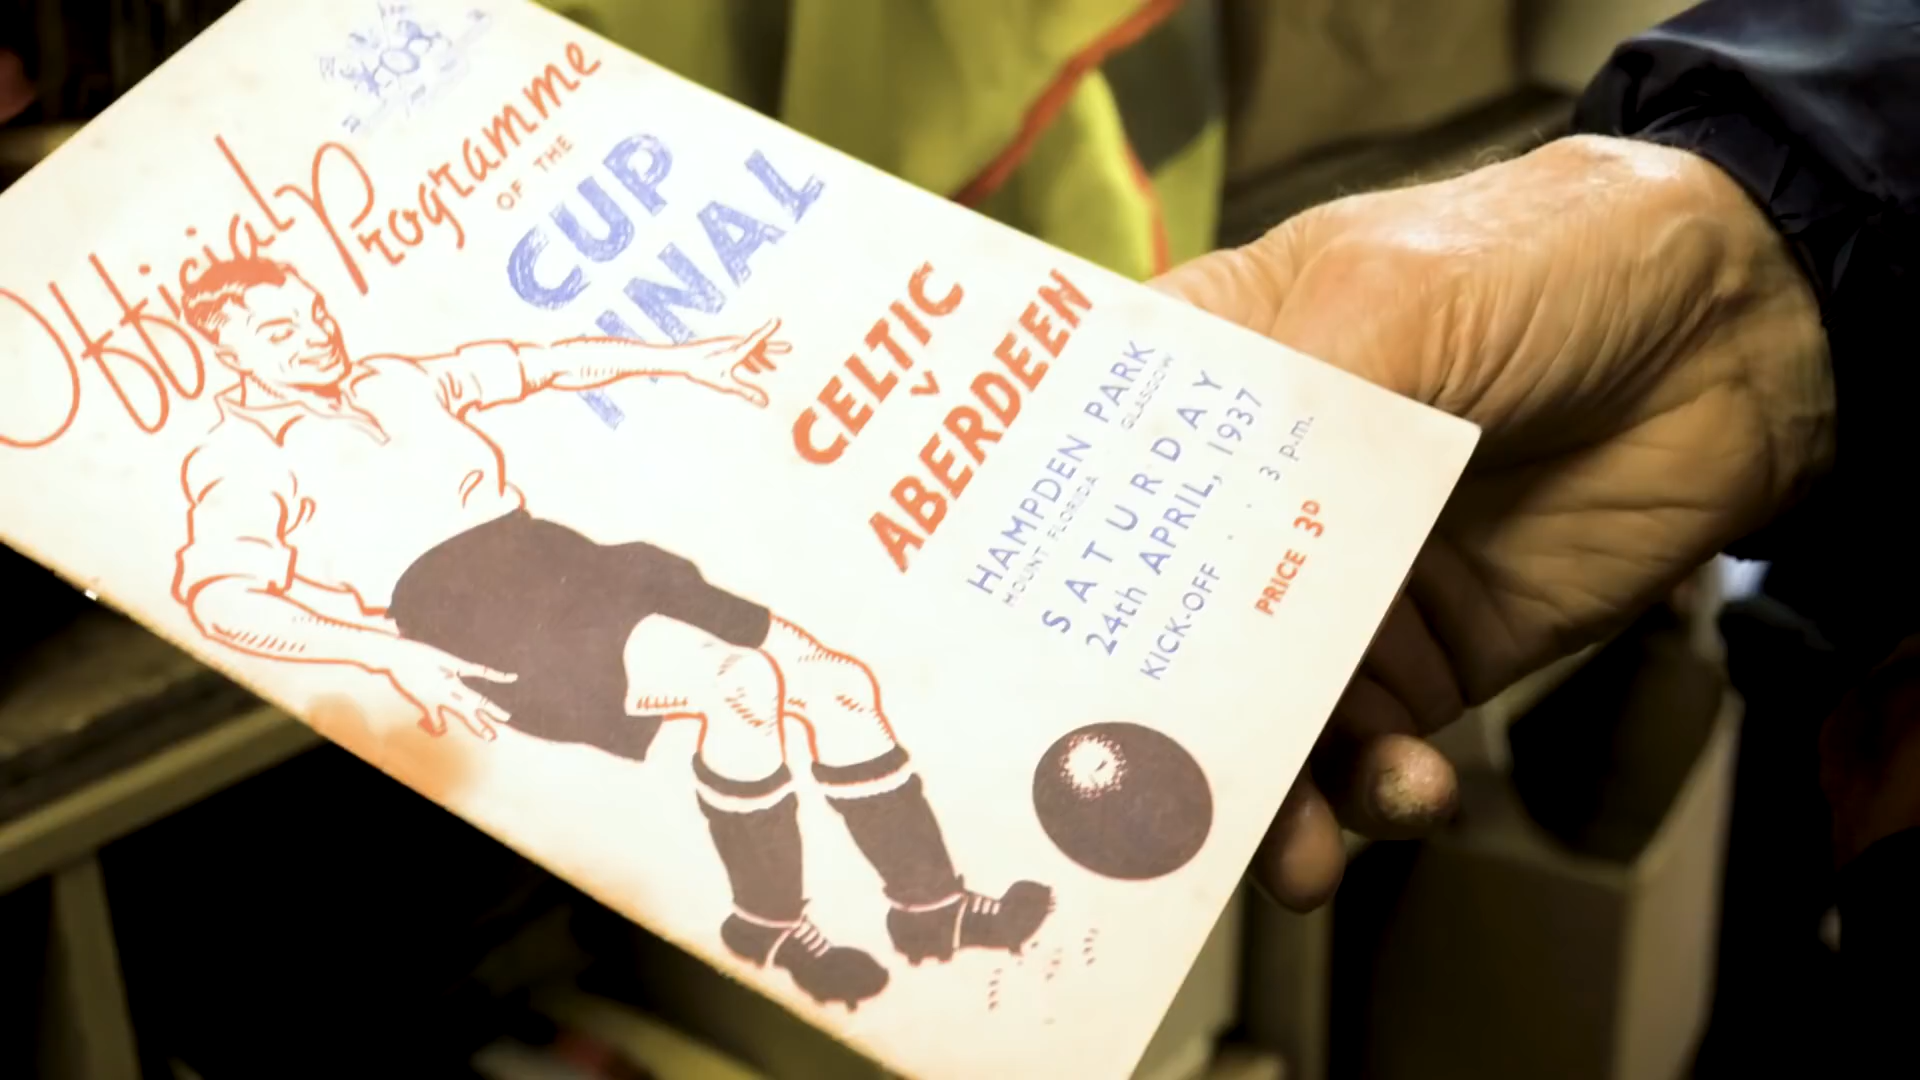 Official Programme
OF THE
CUP
FINAL
CELTIC
V
ABERDEEN
HAMPDEN PARK
MOUNT FLORIDA GLASGOW
SATURDAY
24th APRIL, 1937
KICK-OFF . . 3 p.m.
PRICE 3D